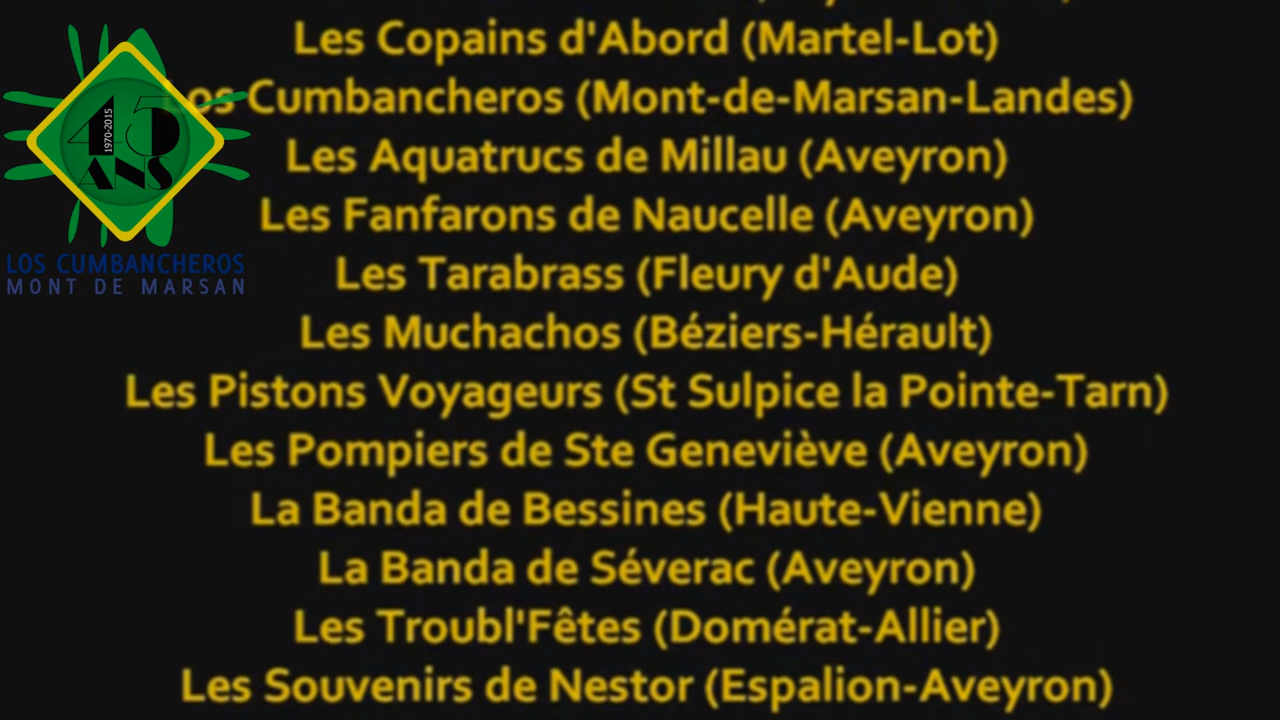 Les Copains d'Abord (Martel-Lot)
Los Cumbancheros (Mont-de-Marsan-Landes)
Les Aquatrucs de Millau (Aveyron)
Les Fanfarons de Naucelle (Aveyron)
Les Tarabrass (Fleury d'Aude)
Les Muchachos (Béziers-Hérault)
Les Pistons Voyageurs (St Sulpice la Pointe-Tarn)
Les Pompiers de Ste Geneviève (Aveyron)
La Banda de Bessines (Haute-Vienne)
La Banda de Séverac (Aveyron)
Les Troubl'Fêtes (Domérat-Allier)
Les Souvenirs de Nestor (Espalion-Aveyron)
45
1970-2015
ANS
LOS CUMBANCHEROS
MONT DE MARSAN